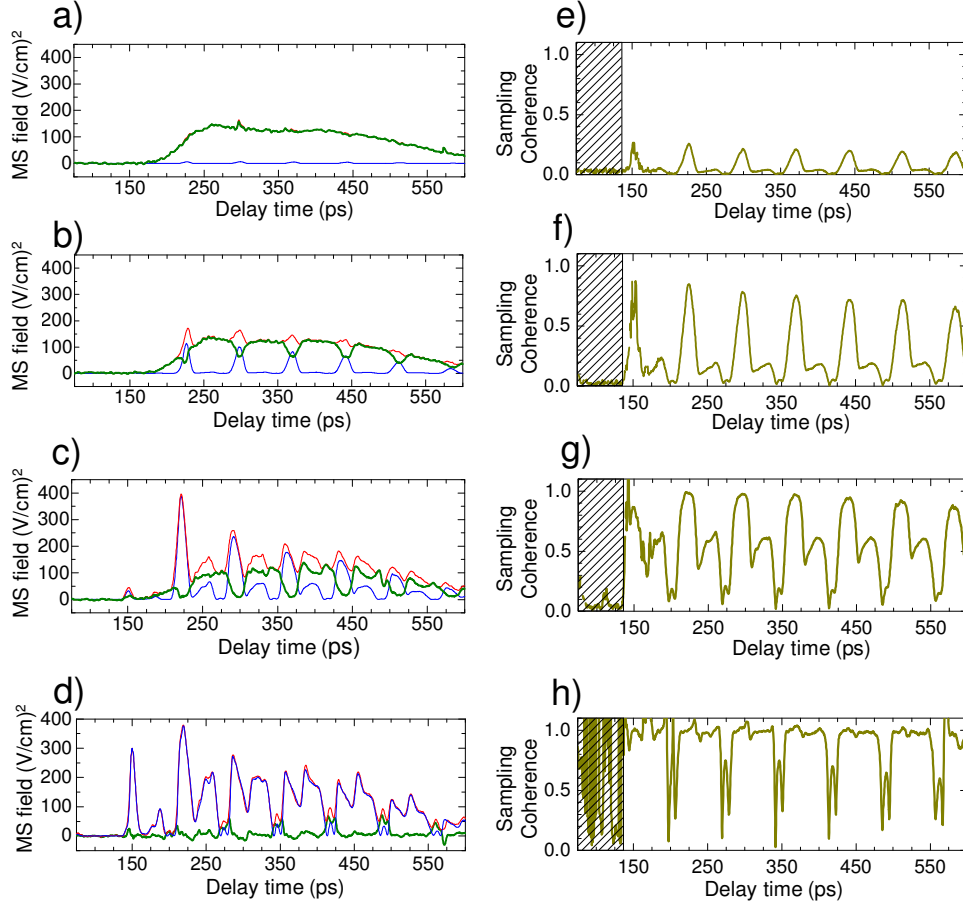 a)
MS field (V/cm)²
400
300
200
100
0
150 250 350 450 550
Delay time (ps)
e)
Sampling
Coherence
1.0
0.5
0.0
150 250 350 450 550
Delay time (ps)
b)
MS field (V/cm)²
400
300
200
100
0
150 250 350 450 550
Delay time (ps)
f)
Sampling
Coherence
1.0
0.5
0.0
150 250 350 450 550
Delay time (ps)
c)
MS field (V/cm)²
400
300
200
100
0
150 250 350 450 550
Delay time (ps)
g)
Sampling
Coherence
1.0
0.5
0.0
150 250 350 450 550
Delay time (ps)
d)
MS field (V/cm)²
400
300
200
100
0
150 250 350 450 550
Delay time (ps)
h)
Sampling
Coherence
1.0
0.5
0.0
150 250 350 450 550
Delay time (ps)